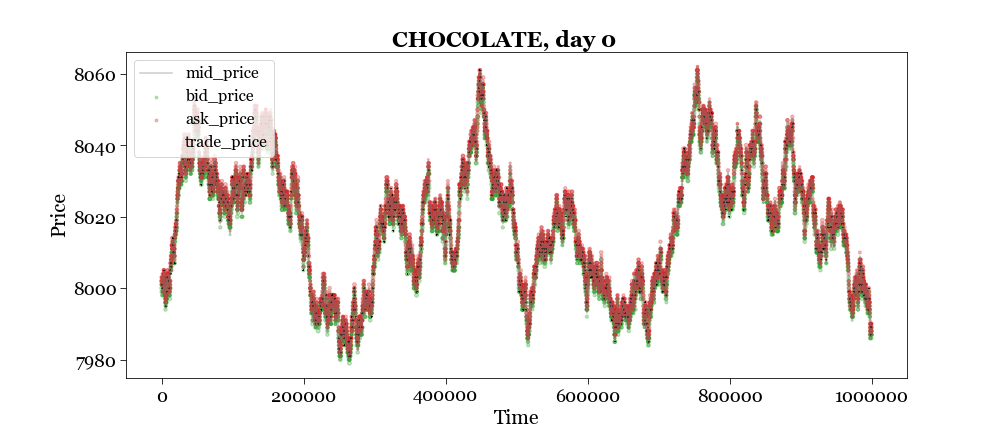 CHOCOLATE, day 0
mid_price
bid_price
ask_price
trade_price
8060
8040
8020
8000
7980
Price
0 200000 400000 600000 800000 1000000
Time